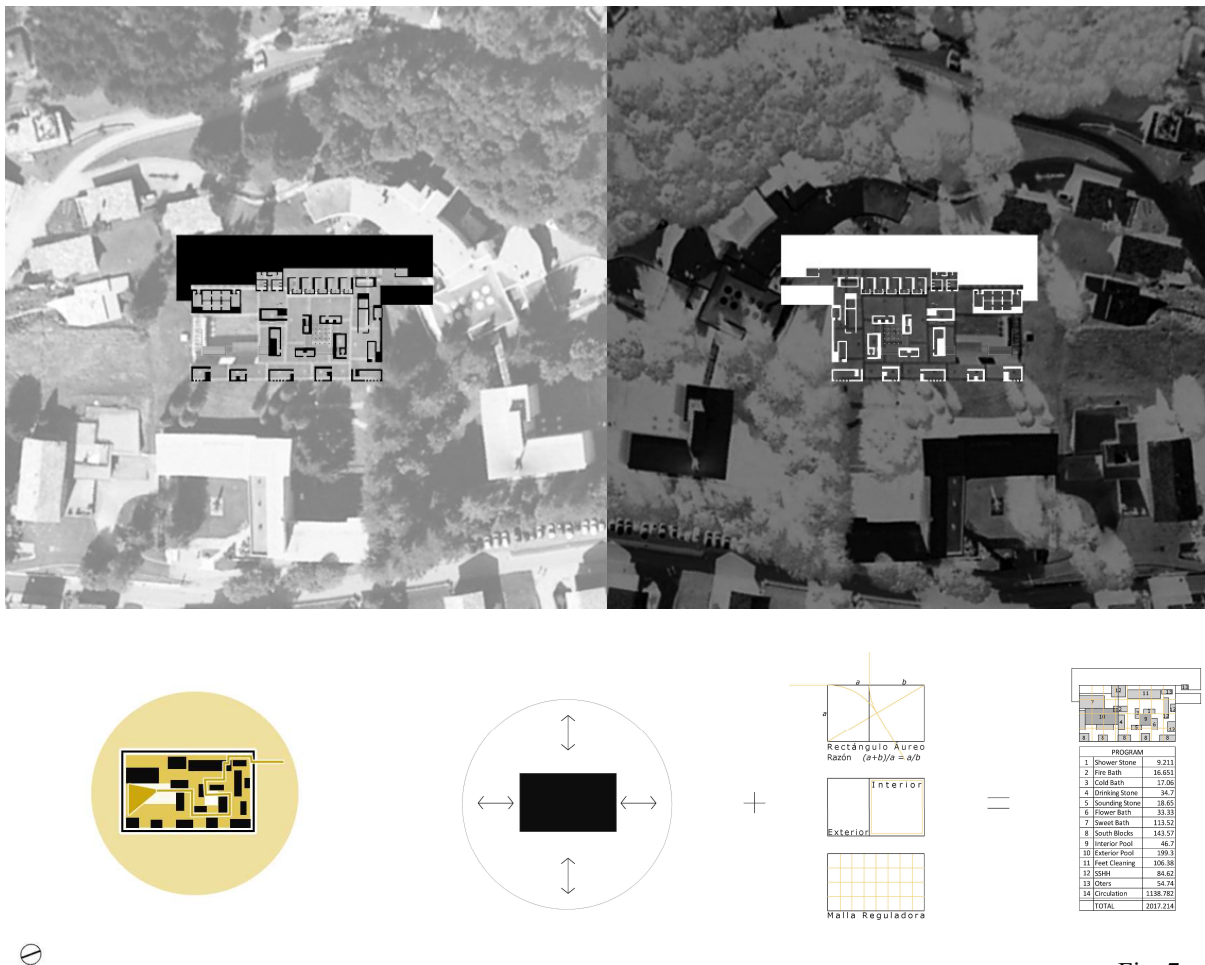 a b
a
Rectángulo Áureo
Razón (a+b)/a = a/b
Interior
Exterior
Malla Reguladora
PROGRAM
1 Shower Stone 9.211
2 Fire Bath 16.651
3 Cold Bath 17.06
4 Drinking Stone 34.7
5 Sounding Stone 18.65
6 Flower Bath 33.33
7 Sweet Bath 113.52
8 South Blocks 143.57
9 Interior Pool 46.7
10 Exterior Pool 199.3
11 Feet Cleaning 106.38
12 SSHH 84.62
13 Oters 54.74
14 Circulation 1138.782
TOTAL 2017.214